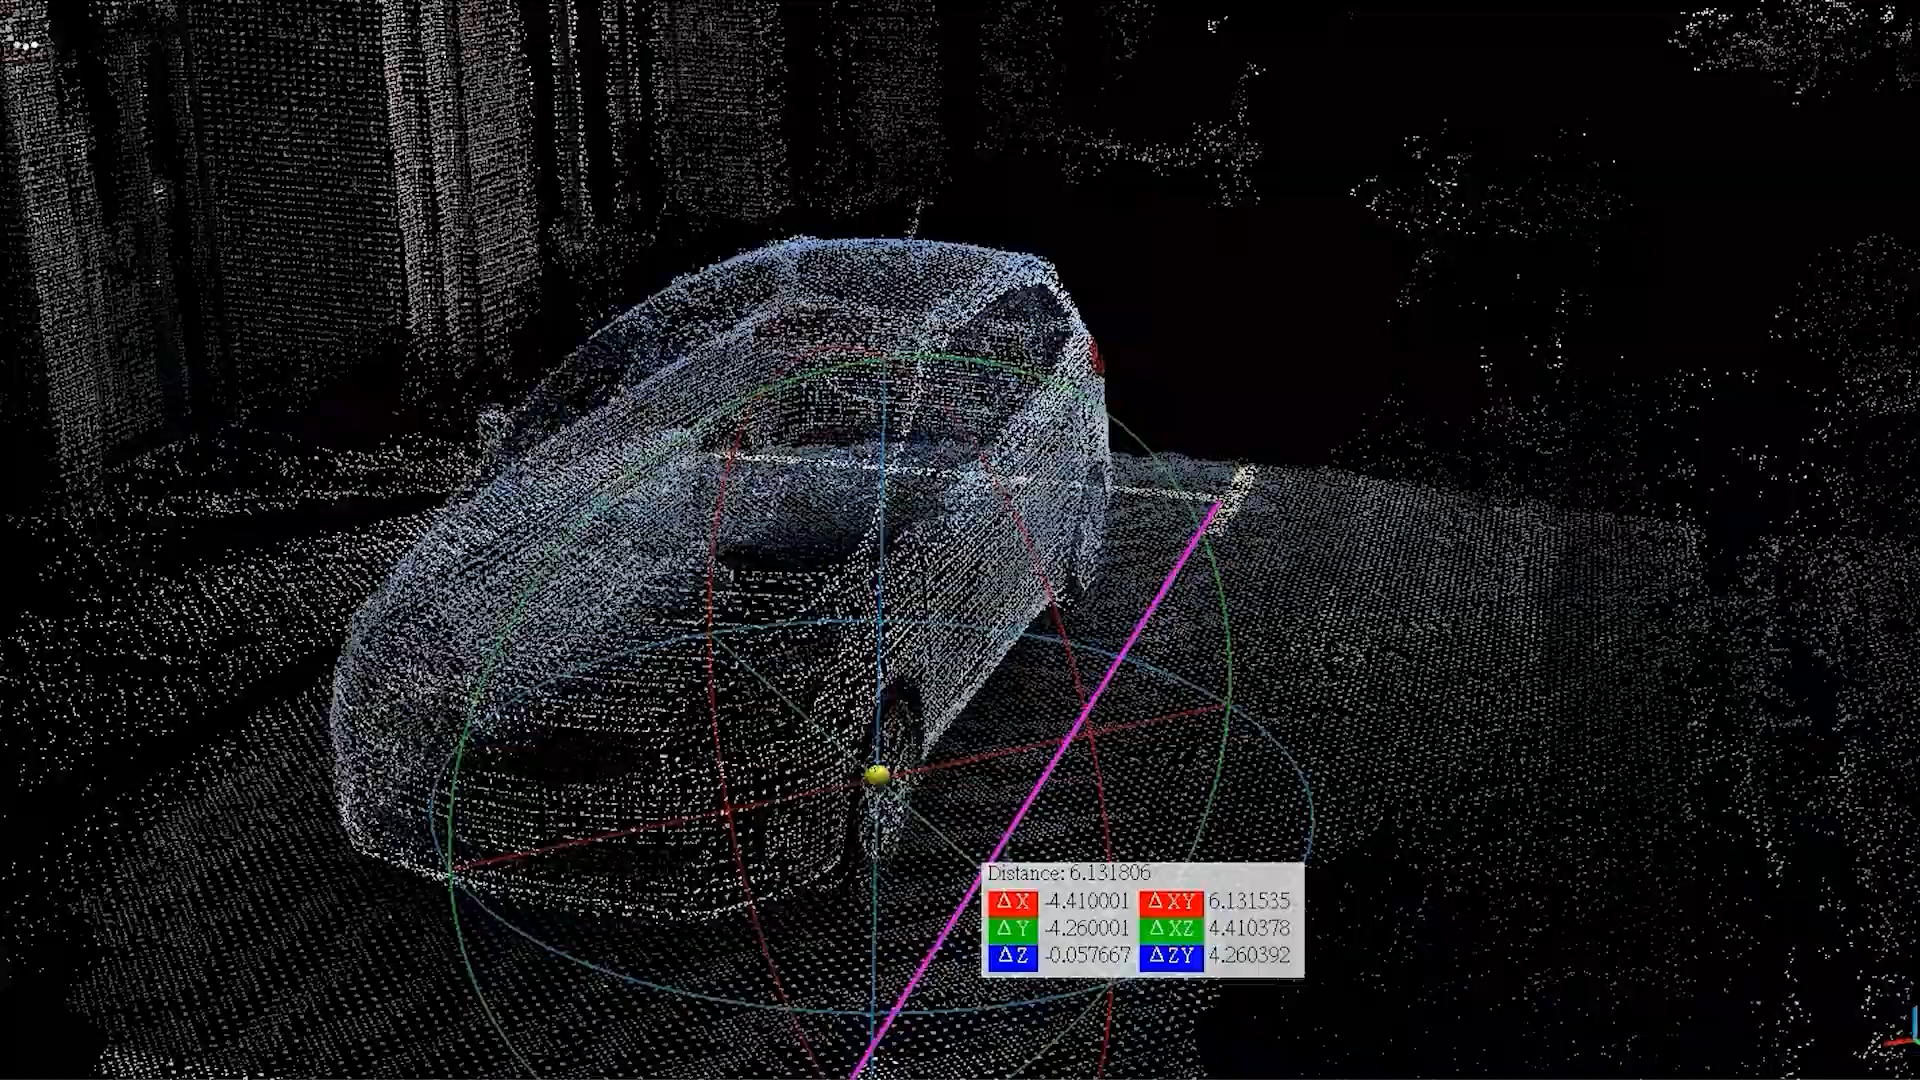 Distance: 6.131806
ΔX -4.410001 ΔXY 6.131535
ΔY -4.260001 ΔXZ 4.410378
ΔZ -0.057667 ΔZY 4.260392